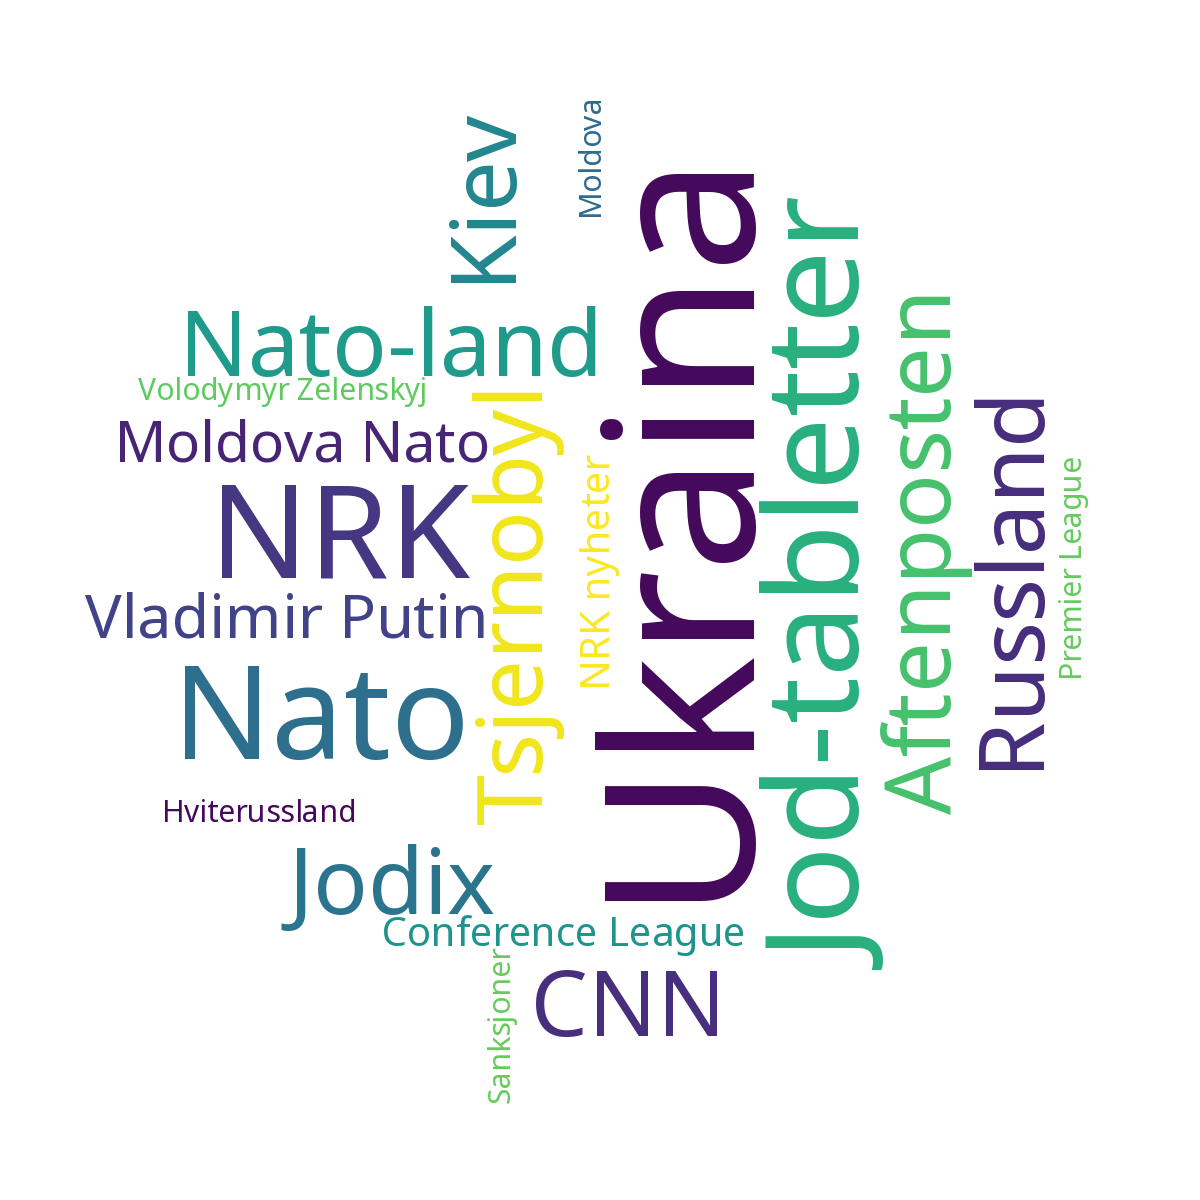 Kiev
Moldova
Ukraina
Jod-tabletter
Nato-land
Volodymyr Zelenskyj
Moldova Nato
Tsjernobyl
Aftenposten
Russland
NRK
NRK nyheter
Premier League
Vladimir Putin
Nato
Hviterussland
Jodix
Conference League
Sanksjoner
CNN